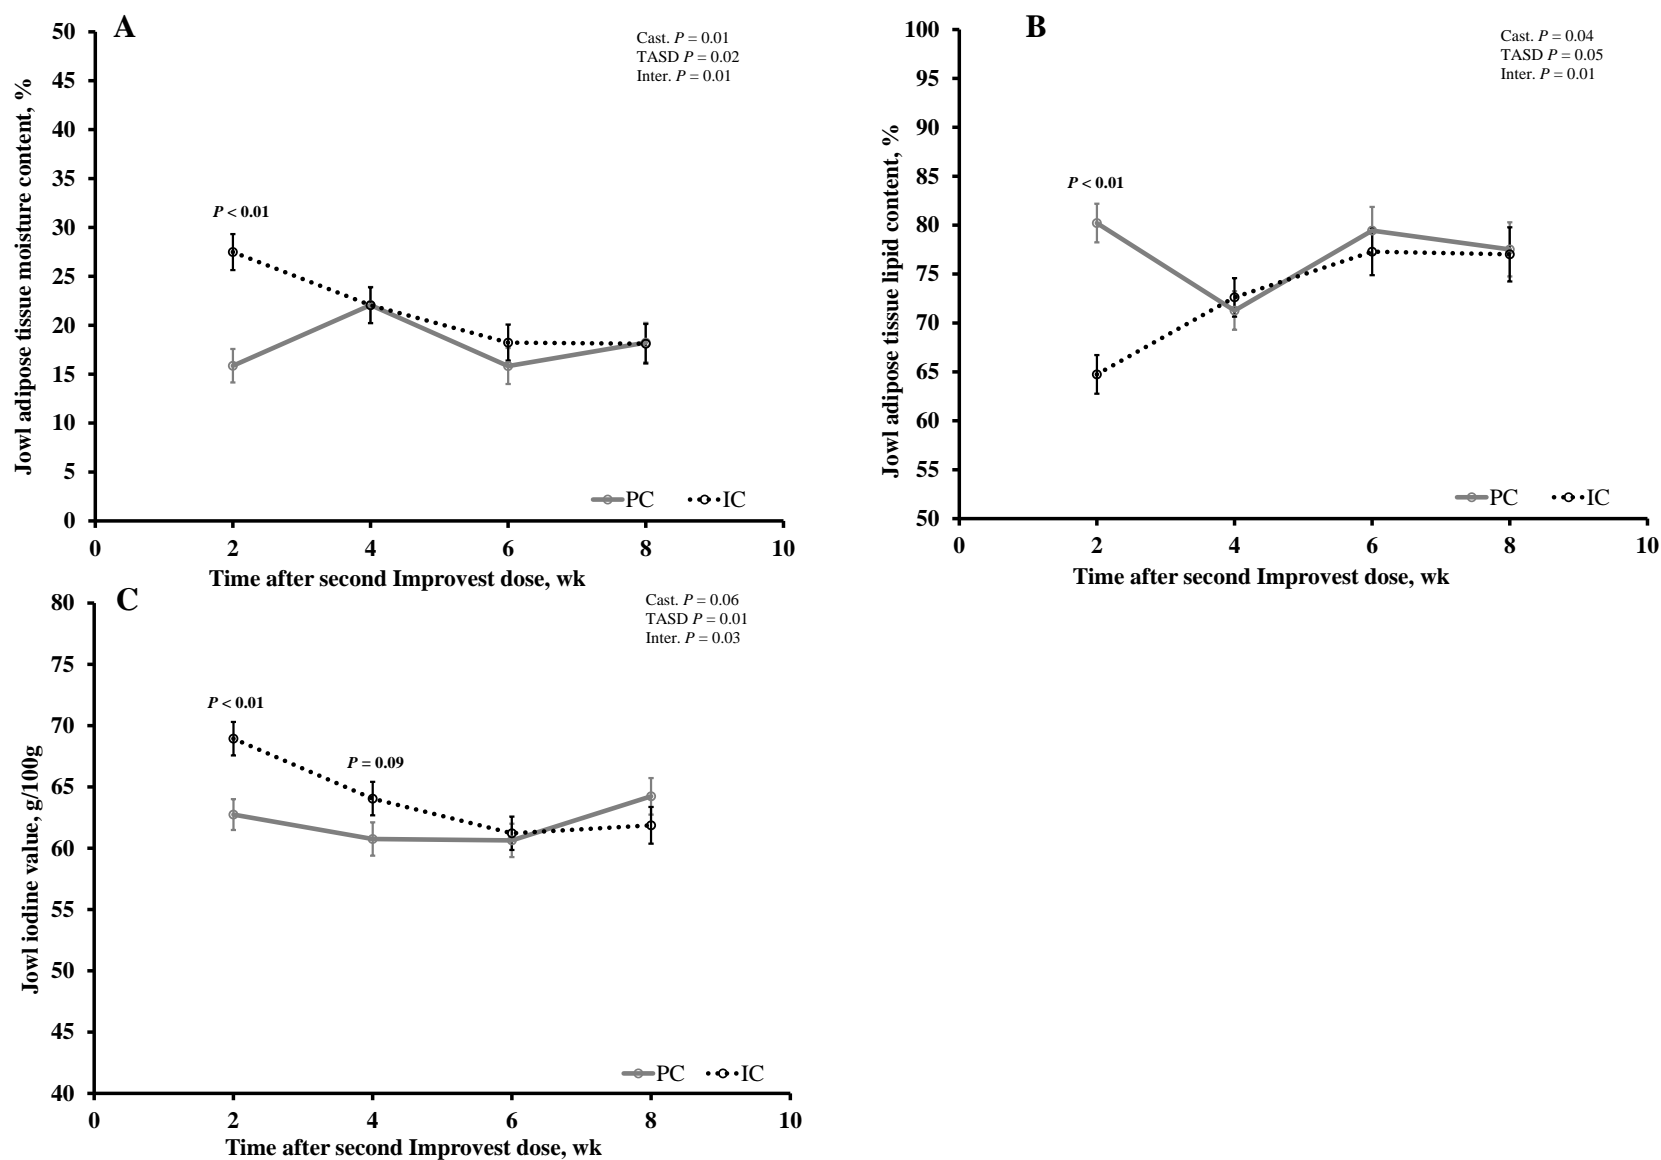 A
Cast. P = 0.01
TASD P = 0.02
Inter. P = 0.01
50
45
40
35
30
25
20
15
10
5
0
Jowl adipose tissue moisture content, %
P < 0.01
PC
IC
0 2 4 6 8 10
Time after second Improvest dose, wk
B
Cast. P = 0.04
TASD P = 0.05
Inter. P = 0.01
100
95
90
85
80
75
70
65
60
55
50
Jowl adipose tissue lipid content, %
P < 0.01
PC
IC
0 2 4 6 8 10
Time after second Improvest dose, wk
C
Cast. P = 0.06
TASD P = 0.01
Inter. P = 0.03
80
75
70
65
60
55
50
45
40
Jowl iodine value, g/100g
P < 0.01
P = 0.09
PC
IC
0 2 4 6 8 10
Time after second Improvest dose, wk